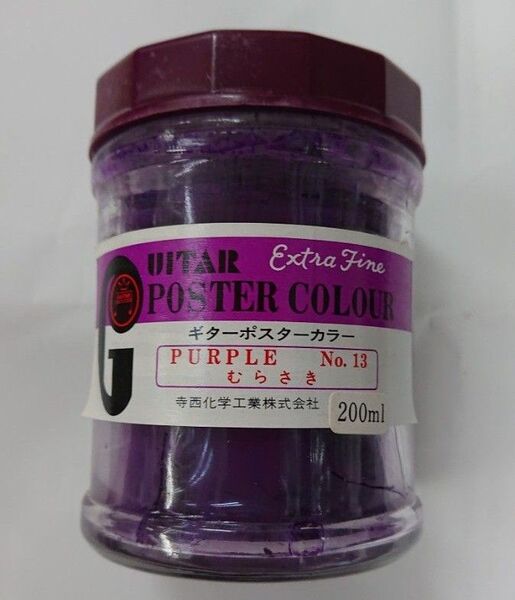 GUITAR Extra Fine
POSTER COLOUR
ギターポスターカラー
PURPLE No. 13
むらさき
寺西化学工業株式会社
200ml